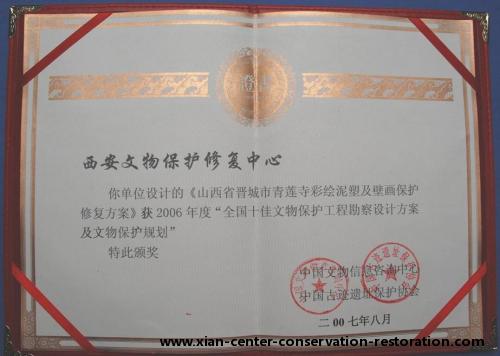 西安文物保护修复中心
你单位设计的《山西省晋城市青莲寺彩绘泥塑及壁画保护
修复方案》获 2006 年度“全国十佳文物保护工程勘察设计方案
及文物保护规划”
特此颁奖
中国文物信息咨询中心
中国古迹遗址保护协会
二 00 七年八月
www.xian-center-conservation-restoration.com